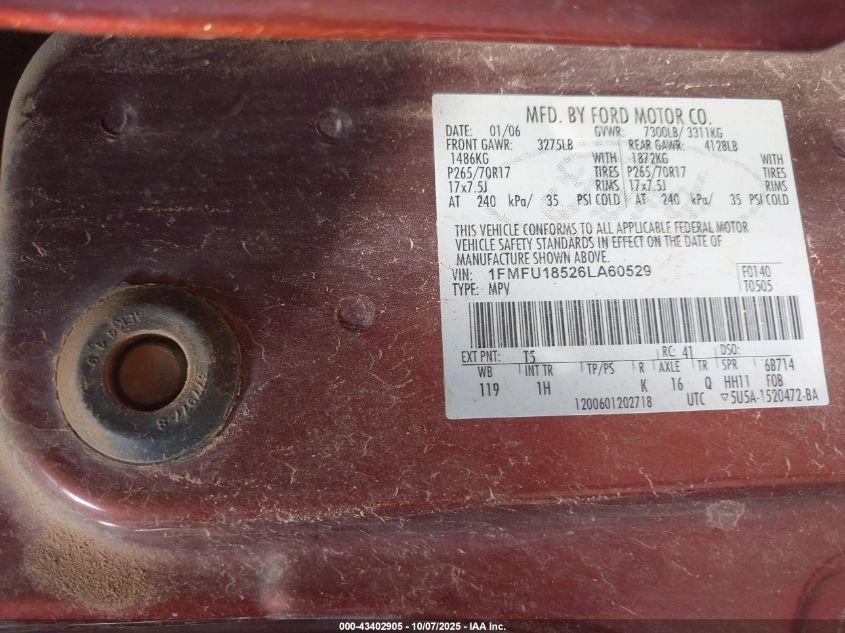 MFD. BY FORD MOTOR CO.
DATE: 01/06 GVWR: 7300LB/ 3311KG
FRONT GAWR: 3275LB REAR GAWR: 4128LB
1486KG WITH 1872KG WITH
P265/70R17 TIRES P265/70R17 TIRES
17x7.5J RIMS 17x7.5J RIMS
AT 240 kPa/ 35 PSI COLD AT 240 kPa/ 35 PSI COLD
THIS VEHICLE CONFORMS TO ALL APPLICABLE FEDERAL MOTOR
VEHICLE SAFETY STANDARDS IN EFFECT ON THE DATE OF
MANUFACTURE SHOWN ABOVE.
VIN: 1FMFU18526LA60529 F0140
TYPE: MPV T0505
EXT PNT: T5 RC: 41 DSO:
WB INT TR TP/PS R AXLE TR SPR 6B714
119 1H K 16 Q HH11 FOB
1200601202718 UTC ▽5U5A-1520472-BA
000-43402905 - 10/07/2025 - IAA Inc.